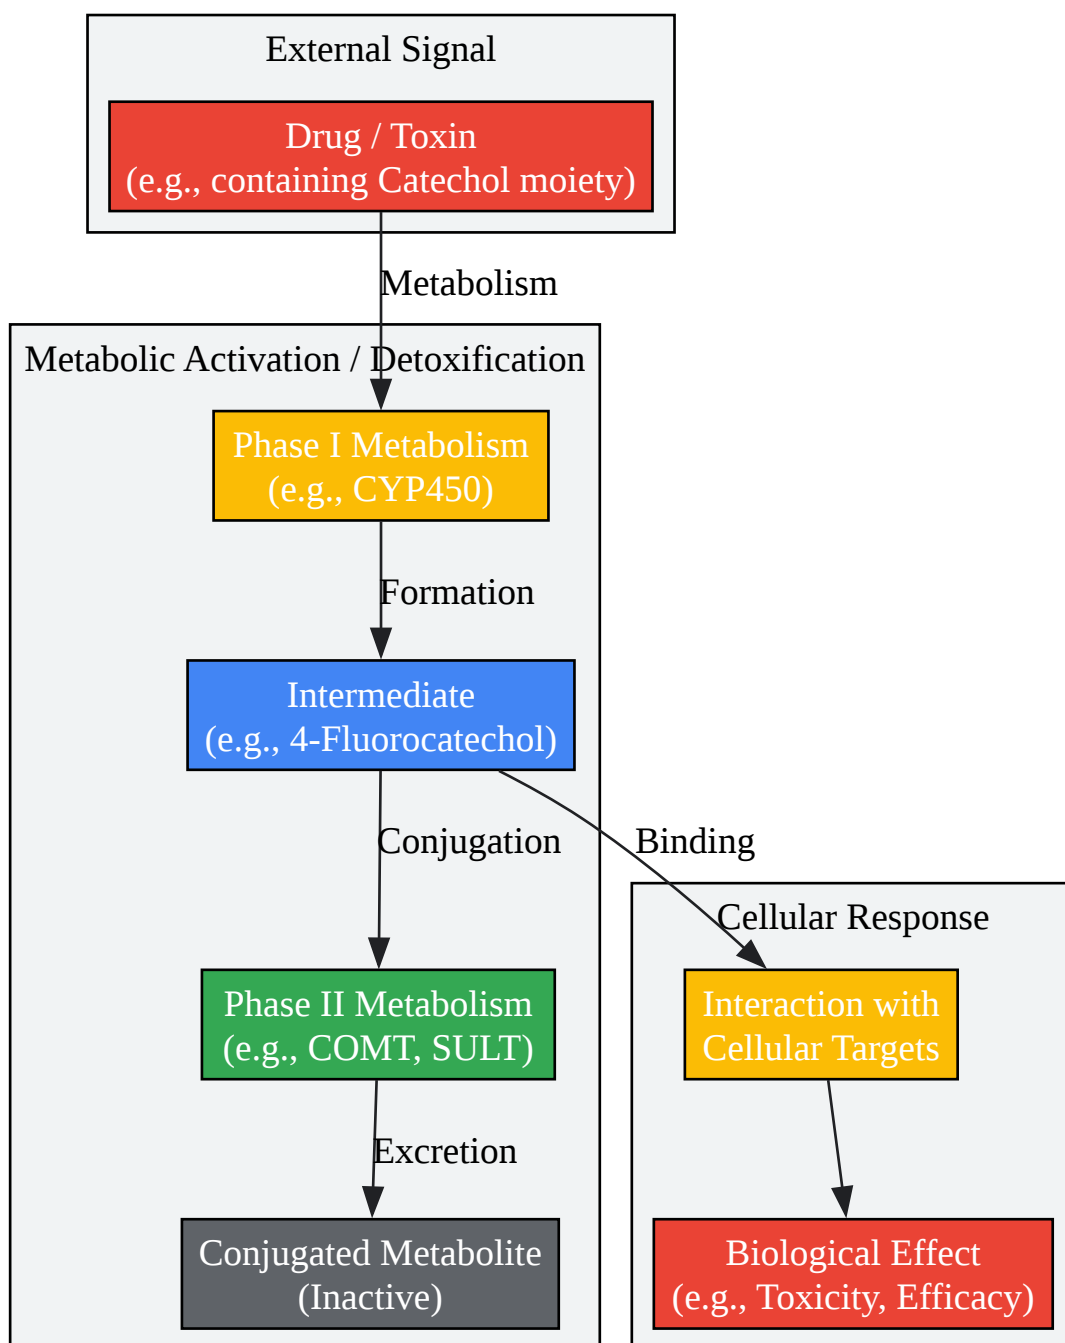 External Signal
Drug / Toxin
(e.g., containing Catechol moiety)
Metabolism
Metabolic Activation / Detoxification
Phase I Metabolism
(e.g., CYP450)
Formation
Intermediate
(e.g., 4-Fluorocatechol)
Conjugation
Binding
Cellular Response
Phase II Metabolism
(e.g., COMT, SULT)
Interaction with
Cellular Targets
Excretion
Conjugated Metabolite
(Inactive)
Biological Effect
(e.g., Toxicity, Efficacy)